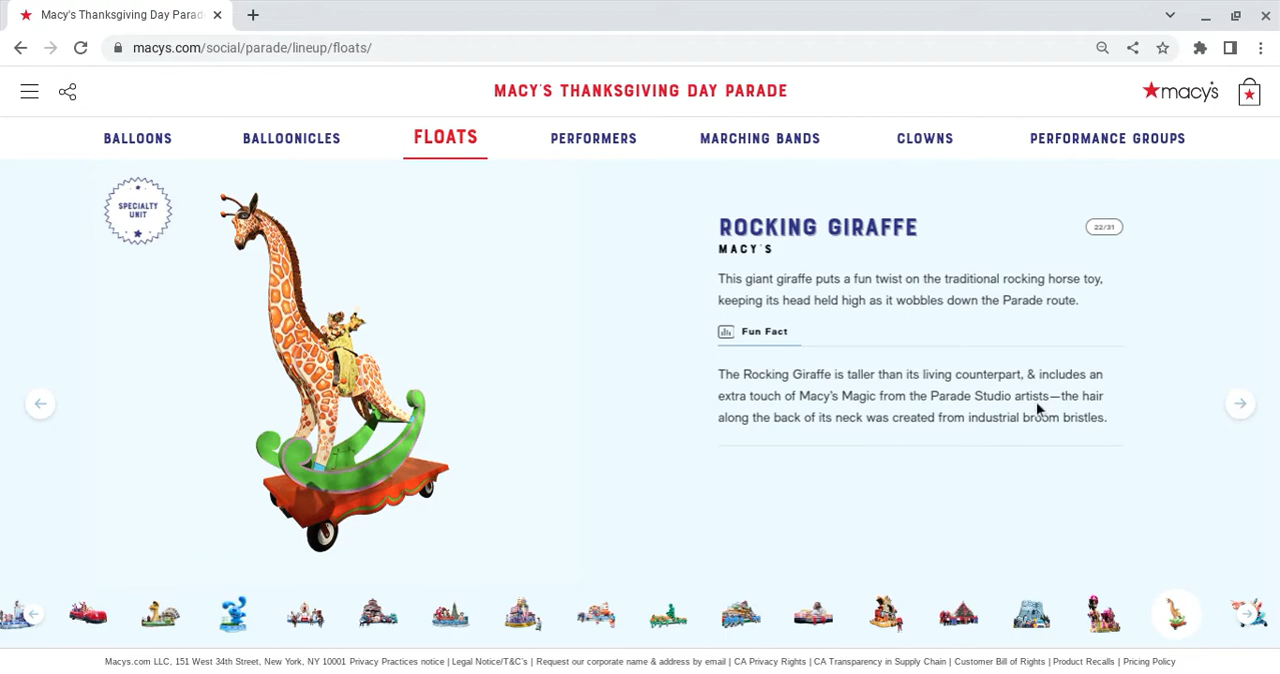 Macy's Thanksgiving Day Parad
macys.com/social/parade/lineup/floats/
MACY'S THANKSGIVING DAY PARADE
macy's
BALLOONS
BALLOONICLES
FLOATS
PERFORMERS
MARCHING BANDS
CLOWNS
PERFORMANCE GROUPS
SPECIALTY
UNIT
ROCKING GIRAFFE
22/31
MACY'S
This giant giraffe puts a fun twist on the traditional rocking horse toy,
keeping its head held high as it wobbles down the Parade route.
Fun Fact
The Rocking Giraffe is taller than its living counterpart, & includes an
extra touch of Macy's Magic from the Parade Studio artists—the hair
along the back of its neck was created from industrial broom bristles.
Macys.com LLC, 151 West 34th Street, New York, NY 10001 Privacy Practices notice | Legal Notice/T&C's | Request our corporate name & address by email | CA Privacy Rights | CA Transparency in Supply Chain | Customer Bill of Rights | Product Recalls | Pricing Policy